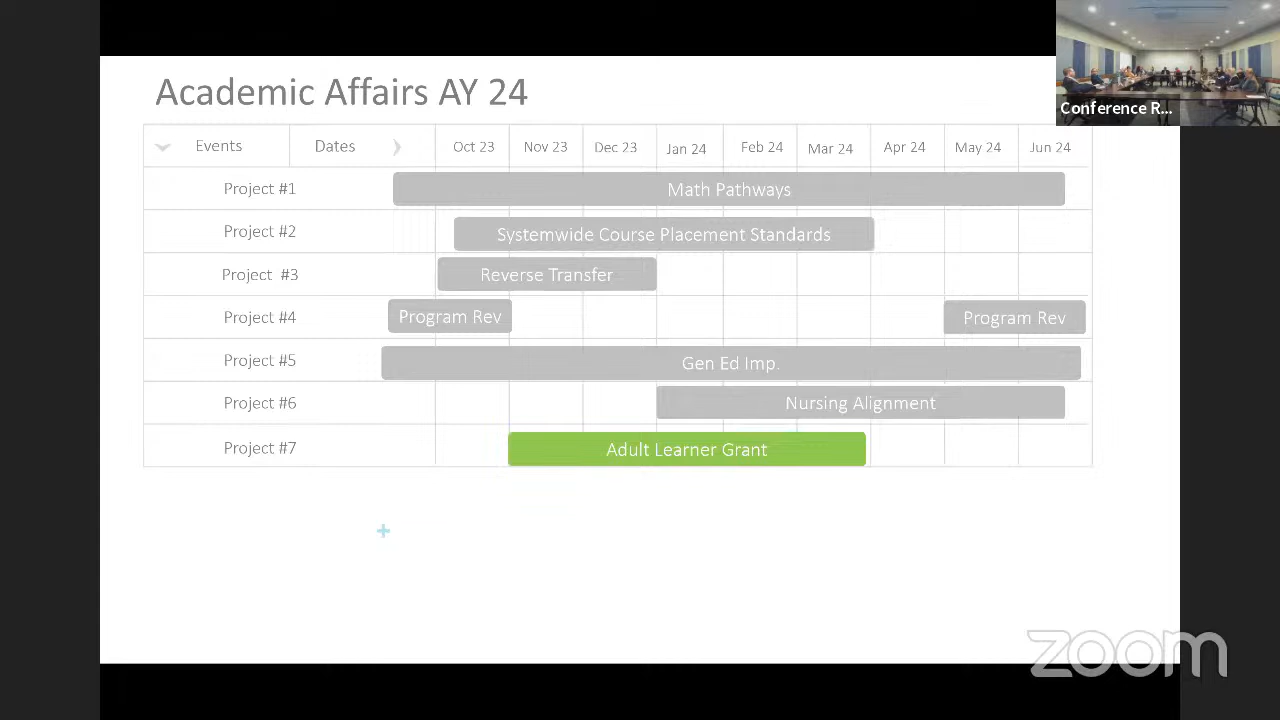 Academic Affairs AY 24
Conference R...
Events Dates Oct 23 Nov 23 Dec 23 Jan 24 Feb 24 Mar 24 Apr 24 May 24 Jun 24
Project #1 Math Pathways
Project #2 Systemwide Course Placement Standards
Project #3 Reverse Transfer
Project #4 Program Rev Program Rev
Project #5 Gen Ed Imp.
Project #6 Nursing Alignment
Project #7 Adult Learner Grant
zoom